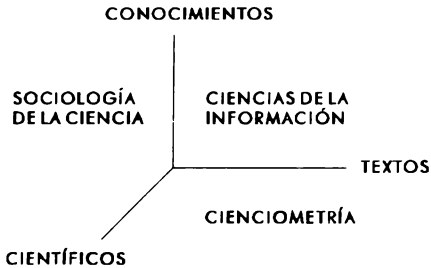 CONOCIMIENTOS
SOCIOLOGÍA
DE LA CIENCIA
CIENCIAS DE LA
INFORMACIÓN
TEXTOS
CIENCIOMETRÍA
CIENTÍFICOS